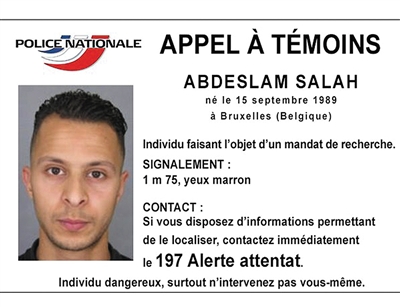 POLICE NATIONALE
APPEL À TÉMOINS
ABDESLAM SALAH
né le 15 septembre 1989
à Bruxelles (Belgique)
Individu faisant l'objet d'un mandat de recherche.
SIGNALEMENT :
1 m 75, yeux marron
CONTACT :
Si vous disposez d'informations permettant
de le localiser, contactez immédiatement
le 197 Alerte attentat.
Individu dangereux, surtout n'intervenez pas vous-même.